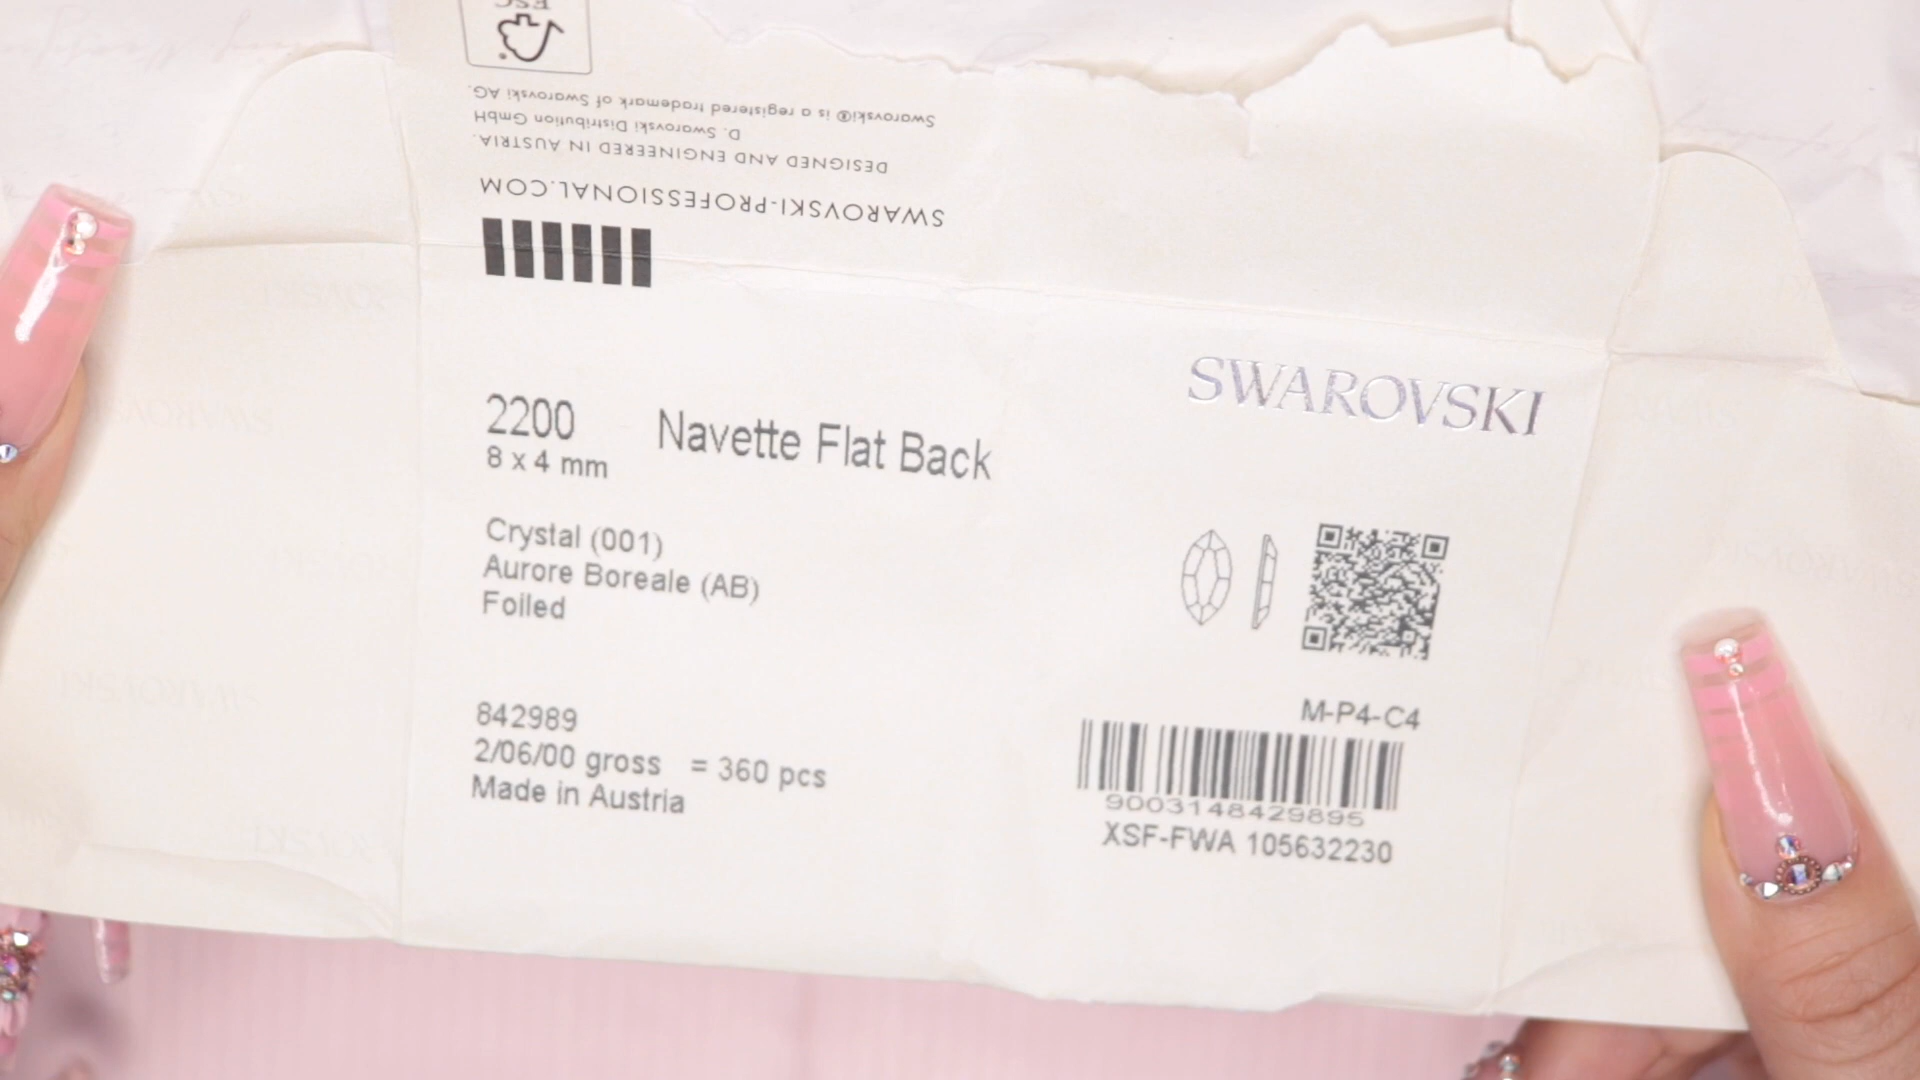 ESC
Swarovski® is a registered trademark of Swarovski AG.
D. Swarovski Distribution GmbH
DESIGNED AND ENGINEERED IN AUSTRIA.
SWAROVSKI-PROFESSIONAL.COM
SWAROVSKI
2200 Navette Flat Back
8 x 4 mm
Crystal (001)
Aurore Boreale (AB)
Foiled
842989
2/06/00 gross = 360 pcs
Made in Austria
M-P4-C4
9003148429895
XSF-FWA 105632230